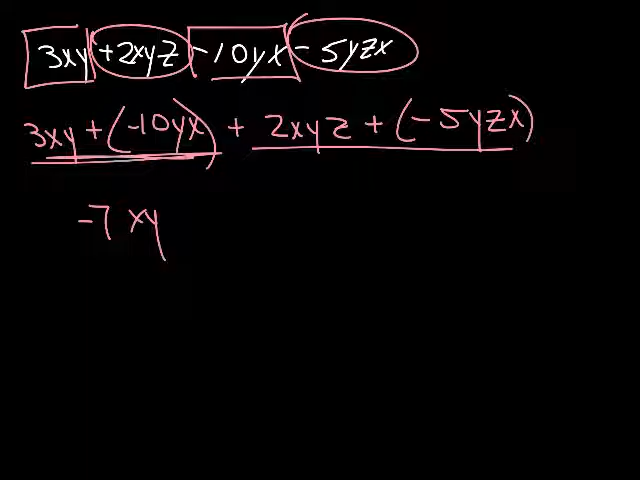 3xy + 2xyz - 10yx - 5yzx
3xy + (-10yx) + 2xyz + (-5yzx)
-7xy